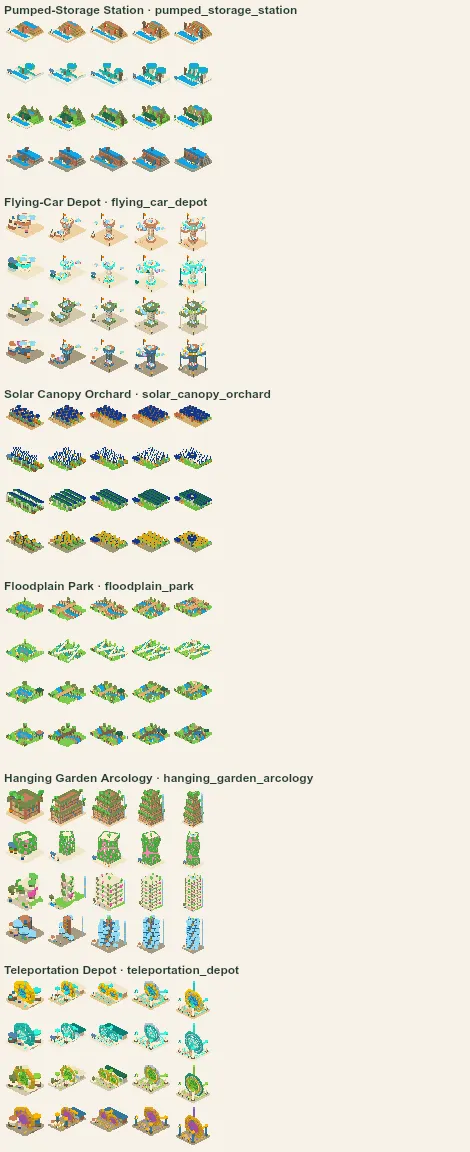 Pumped-Storage Station · pumped_storage_station
Flying-Car Depot · flying_car_depot
Solar Canopy Orchard · solar_canopy_orchard
Floodplain Park · floodplain_park
Hanging Garden Arcology · hanging_garden_arcology
Teleportation Depot · teleportation_depot